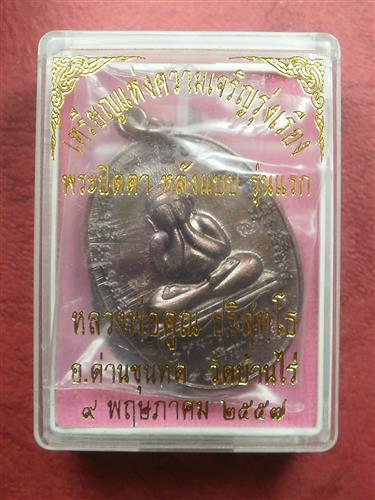 เหรียญแห่งความเจริญรุ่งเรือง
พระปิดตา หลังแบบ รุ่นแรก
หลวงพ่อคูณ ปริสุทฺโธ
อ.ด่านขุนทด วัดบ้านไร่
๙ พฤษภาคม ๒๕๕๗